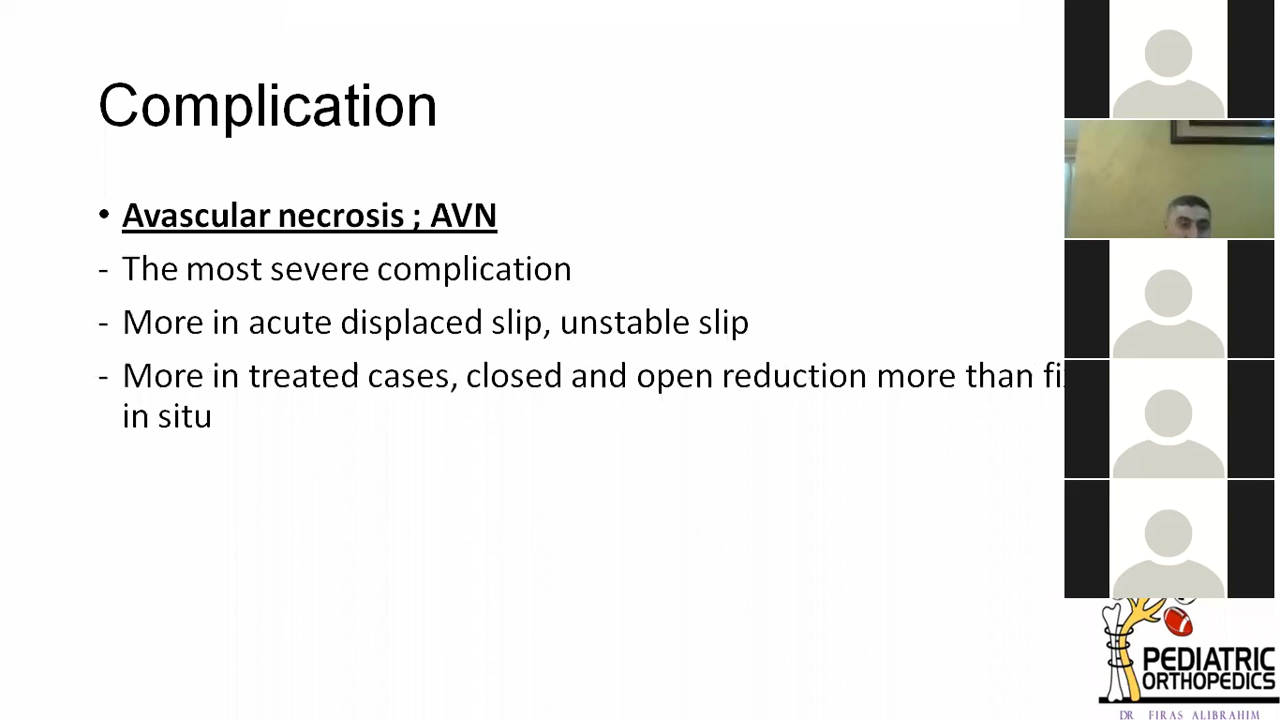 Complication
• Avascular necrosis ; AVN
- The most severe complication
- More in acute displaced slip, unstable slip
- More in treated cases, closed and open reduction more than
in situ
PEDIATRIC
ORTHOPEDICS
DR FIRAS ALIBRAHIM